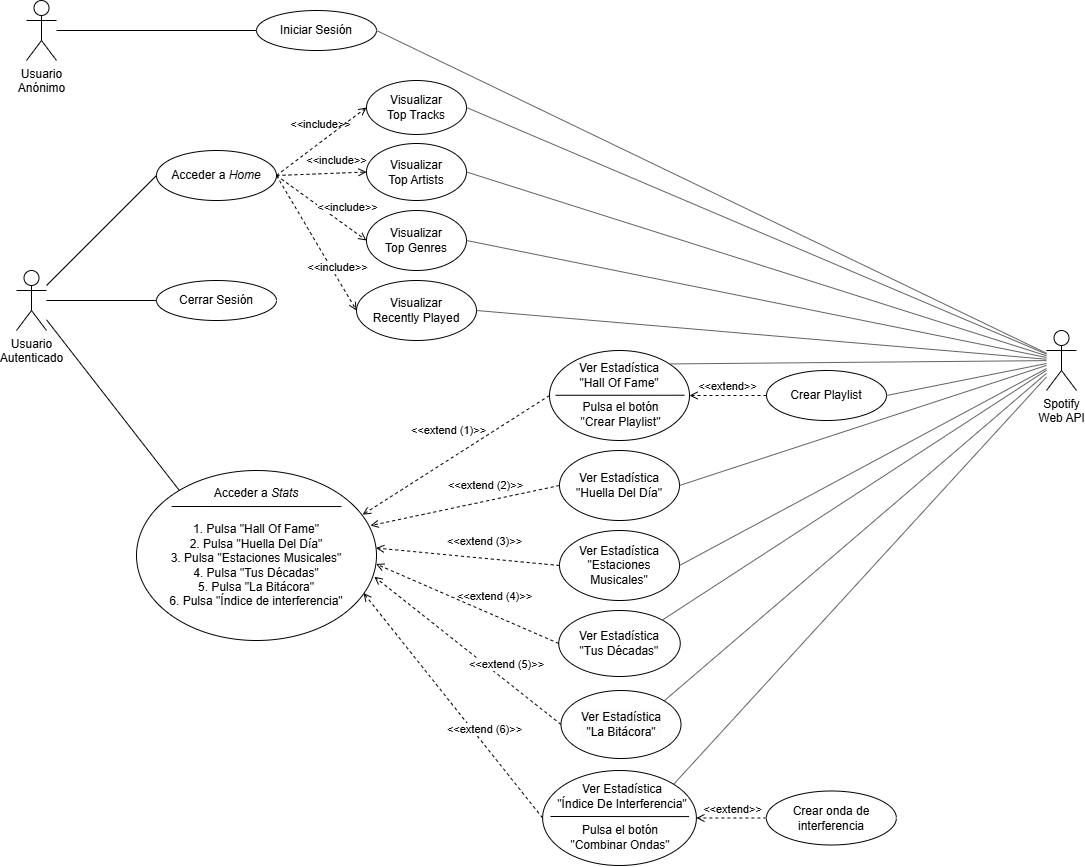 Iniciar Sesión
Usuario
Anónimo
Visualizar
Top Tracks
<<include>>
Visualizar
Top Artists
<<include>>
Acceder a Home
<<include>>
Visualizar
Top Genres
<<include>>
Visualizar
Recently Played
Cerrar Sesión
Usuario
Autenticado
Spotify
Web API
Ver Estadística
"Hall Of Fame"
Pulsa el botón
"Crear Playlist"
<<extend>>
Crear Playlist
<<extend (1)>>
Acceder a Stats
1. Pulsa "Hall Of Fame"
2. Pulsa "Huella Del Día"
3. Pulsa "Estaciones Musicales"
4. Pulsa "Tus Décadas"
5. Pulsa "La Bitácora"
6. Pulsa "Índice de interferencia"
<<extend (2)>>
Ver Estadística
"Huella Del Día"
<<extend (3)>>
Ver Estadística
"Estaciones
Musicales"
<<extend (4)>>
Ver Estadística
"Tus Décadas"
<<extend (5)>>
Ver Estadística
"La Bitácora"
<<extend (6)>>
Ver Estadística
"Índice De Interferencia"
Pulsa el botón
"Combinar Ondas"
<<extend>>
Crear onda de
interferencia